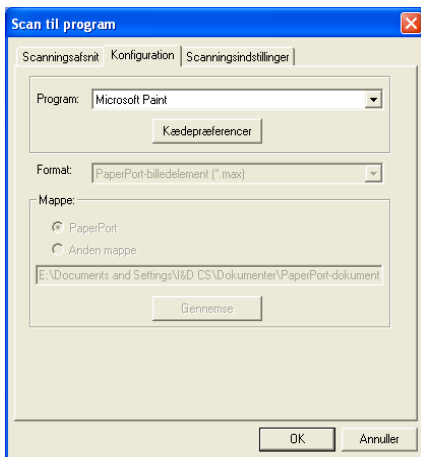 Scan til program
Scanningsafsnit Konfiguration Scanningsindstillinger
Program: Microsoft Paint
Kædepræferencer
Format: PaperPort-billedelement (*.max)
Mappe:
PaperPort
Anden mappe
E:\Documents and Settings\I&D CS\Dokumenter\PaperPort-dokument
Gennemse
OK Annuller